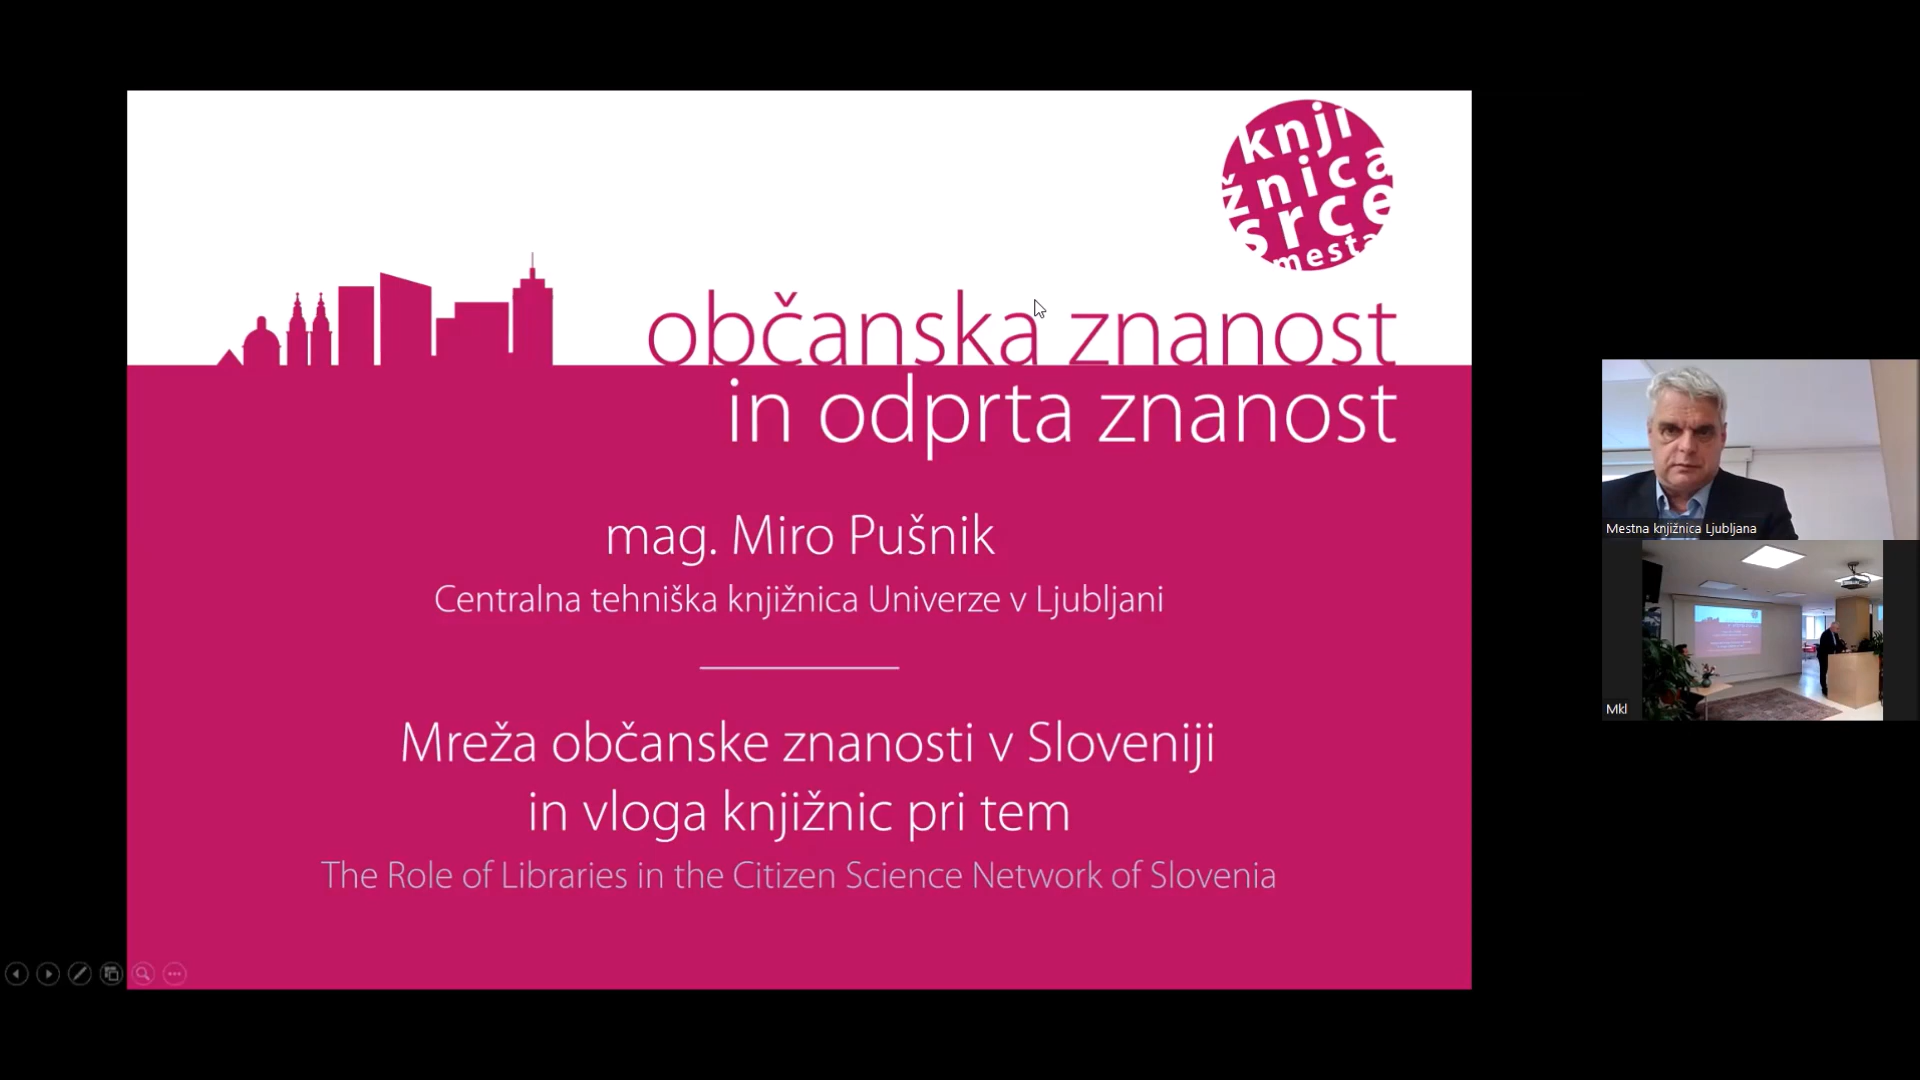 knji
žnica
srce
mesta
občanska znanost
in odprta znanost
mag. Miro Pušnik
Centralna tehniška knjižnica Univerze v Ljubljani
Mreža občanske znanosti v Sloveniji
in vloga knjižnic pri tem
The Role of Libraries in the Citizen Science Network of Slovenia
Mestna knjižnica Ljubljana
Mkl